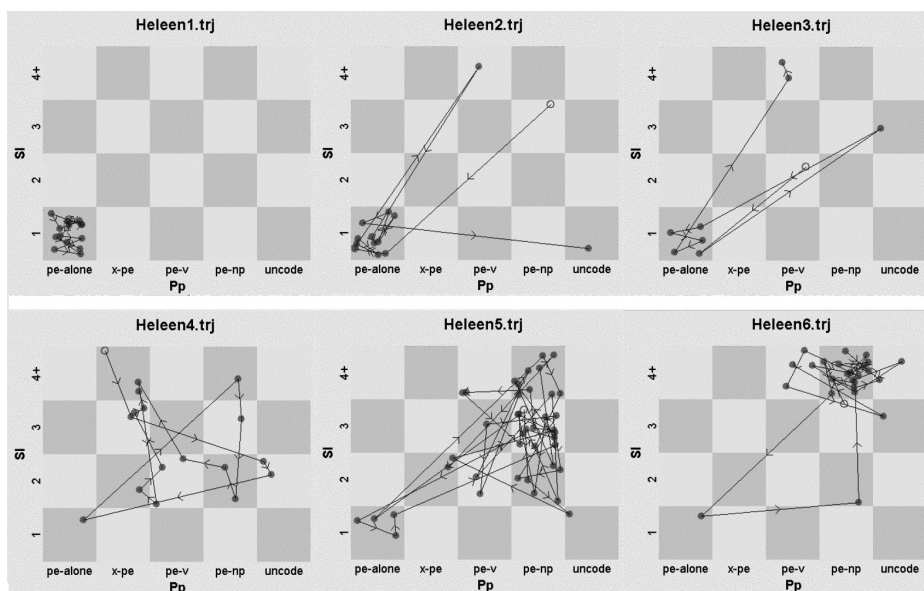 Heleen1.trj
Heleen2.trj
Heleen3.trj
SI
4+
3
2
1
pe-alone x-pe pe-v pe-np uncode
Pp
SI
4+
3
2
1
pe-alone x-pe pe-v pe-np uncode
Pp
SI
4+
3
2
1
pe-alone x-pe pe-v pe-np uncode
Pp
Heleen4.trj
Heleen5.trj
Heleen6.trj
SI
4+
3
2
1
pe-alone x-pe pe-v pe-np uncode
Pp
SI
4+
3
2
1
pe-alone x-pe pe-v pe-np uncode
Pp
SI
4+
3
2
1
pe-alone x-pe pe-v pe-np uncode
Pp